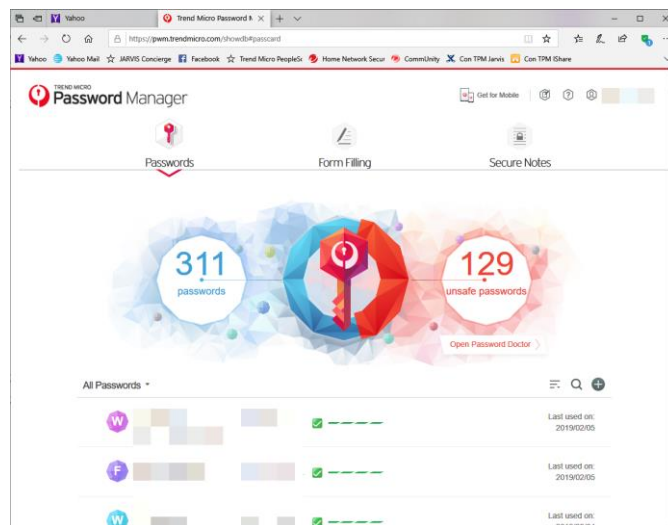 Yahoo
Trend Micro Password M
https://pwm.trendmicro.com/showdb#passcard
Yahoo Yahoo Mail JARVIS Concierge Facebook Trend Micro PeopleSo Home Network Secur CommUnity Con TPM Jarvis Con TPM iShare
TREND MICRO
Password Manager
Get for Mobile
Passwords Form Filling Secure Notes
311
passwords
129
unsafe passwords
Open Password Doctor
All Passwords
W
Last used on:
2019/02/05
F
Last used on:
2019/02/05
W
Last used on: